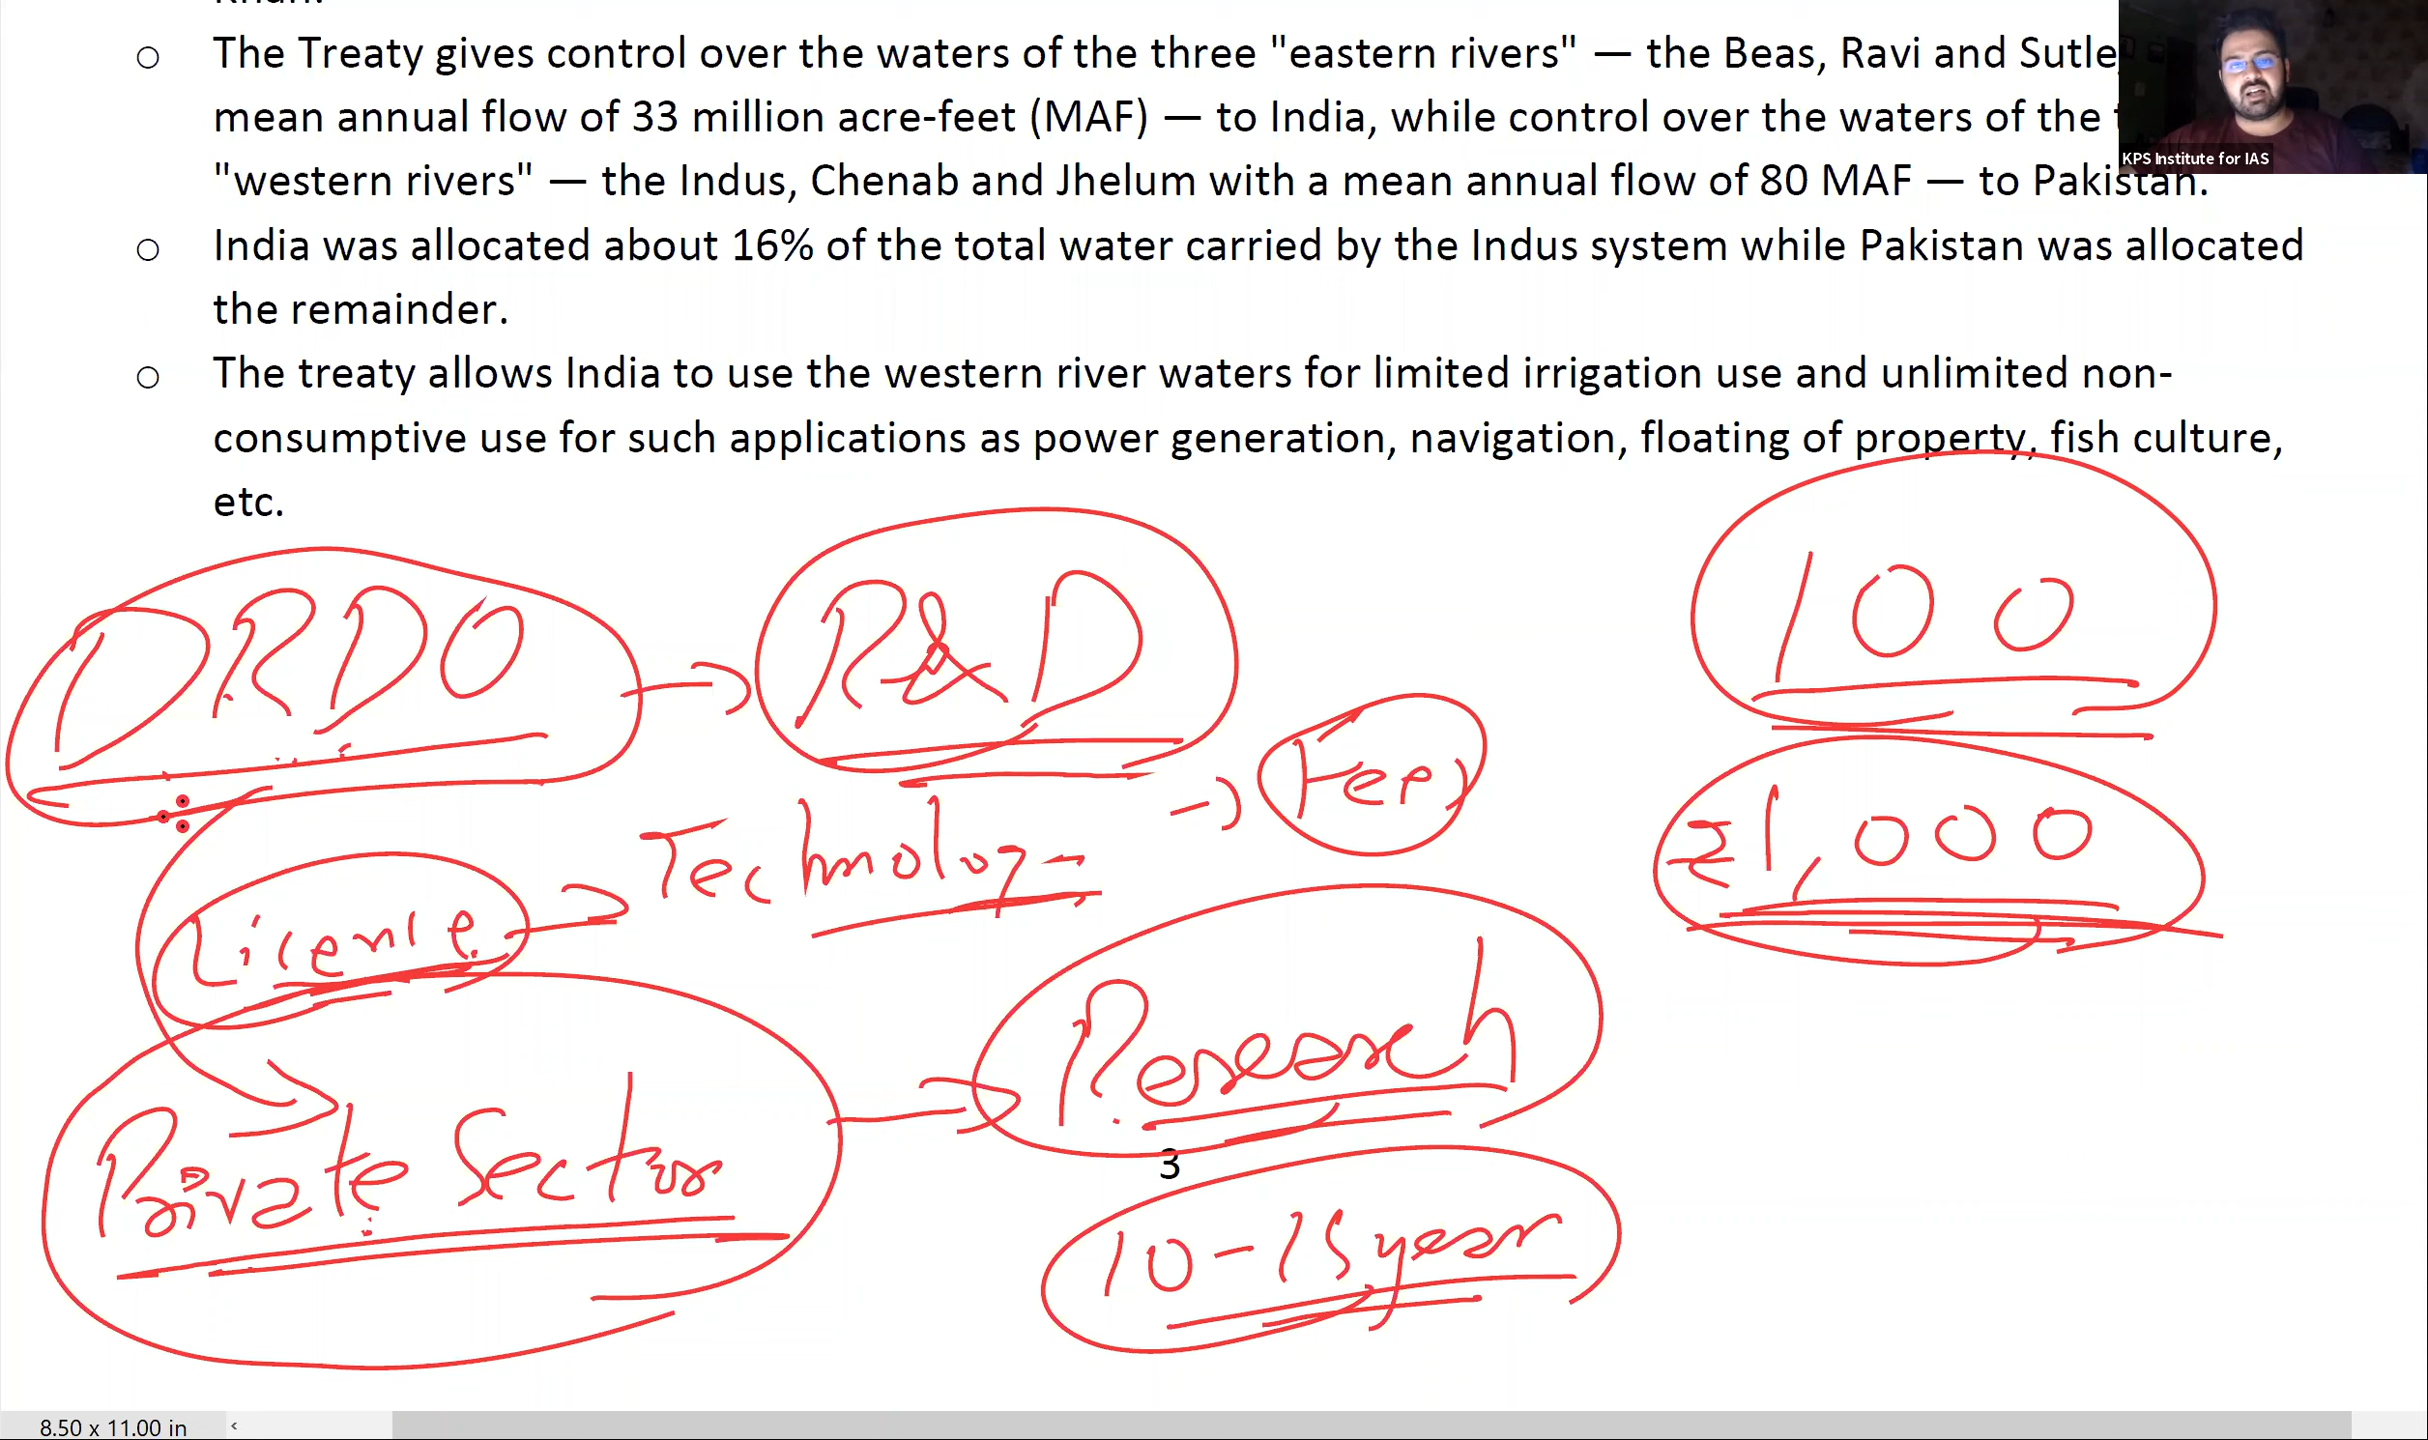 The Treaty gives control over the waters of the three "eastern rivers" — the Beas, Ravi and
mean annual flow of 33 million acre-feet (MAF) — to India, while control over the waters of the
KPS Institute for IAS
"western rivers" — the Indus, Chenab and Jhelum with a mean annual flow of 80 MAF — to Pakistan.
India was allocated about 16% of the total water carried by the Indus system while Pakistan was allocated
the remainder.
The treaty allows India to use the western river waters for limited irrigation use and unlimited non-
consumptive use for such applications as power generation, navigation, floating of property, fish culture,
etc.
DRDO
R&D
100
Fees
₹1,000
Technology
License
Research
3
Private Sector
10-15 year
8.50 x 11.00 in